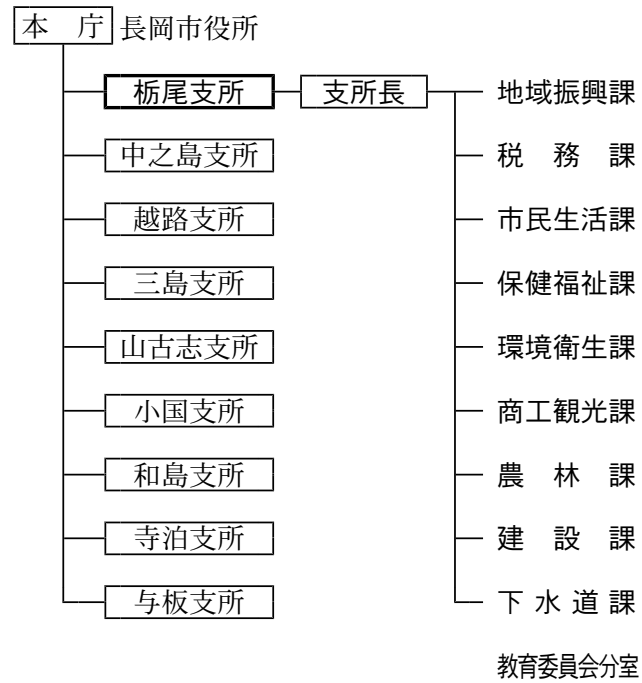 本　庁 長岡市役所
栃尾支所 支所長 地域振興課
中之島支所 税　務　課
越路支所 市民生活課
三島支所 保健福祉課
山古志支所 環境衛生課
小国支所 商工観光課
和島支所 農　林　課
寺泊支所 建　設　課
与板支所 下水道課
教育委員会分室